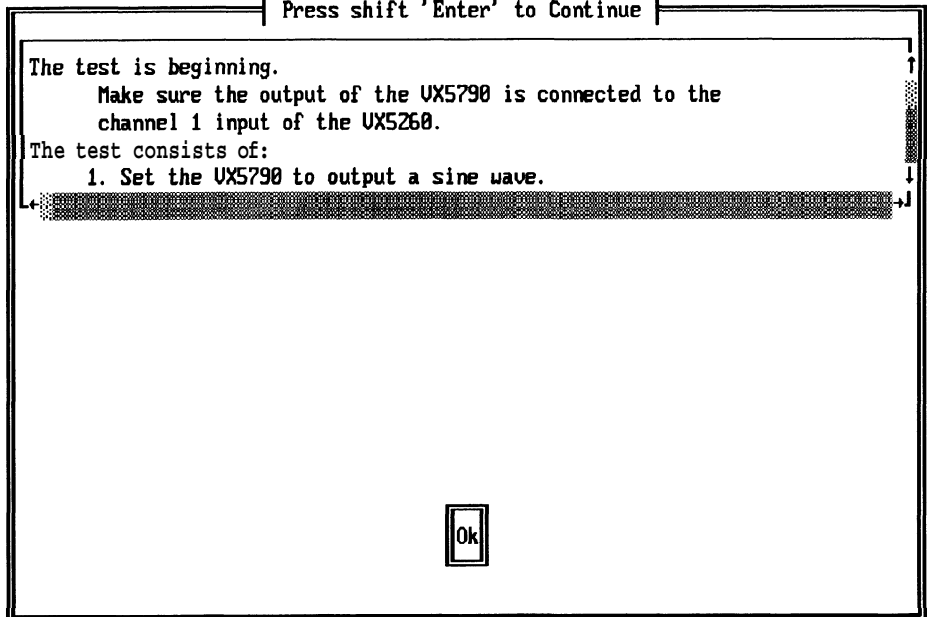 Press shift 'Enter' to Continue
The test is beginning.
Make sure the output of the VX5790 is connected to the
channel 1 input of the VX5260.
The test consists of:
1. Set the VX5790 to output a sine wave.
Ok